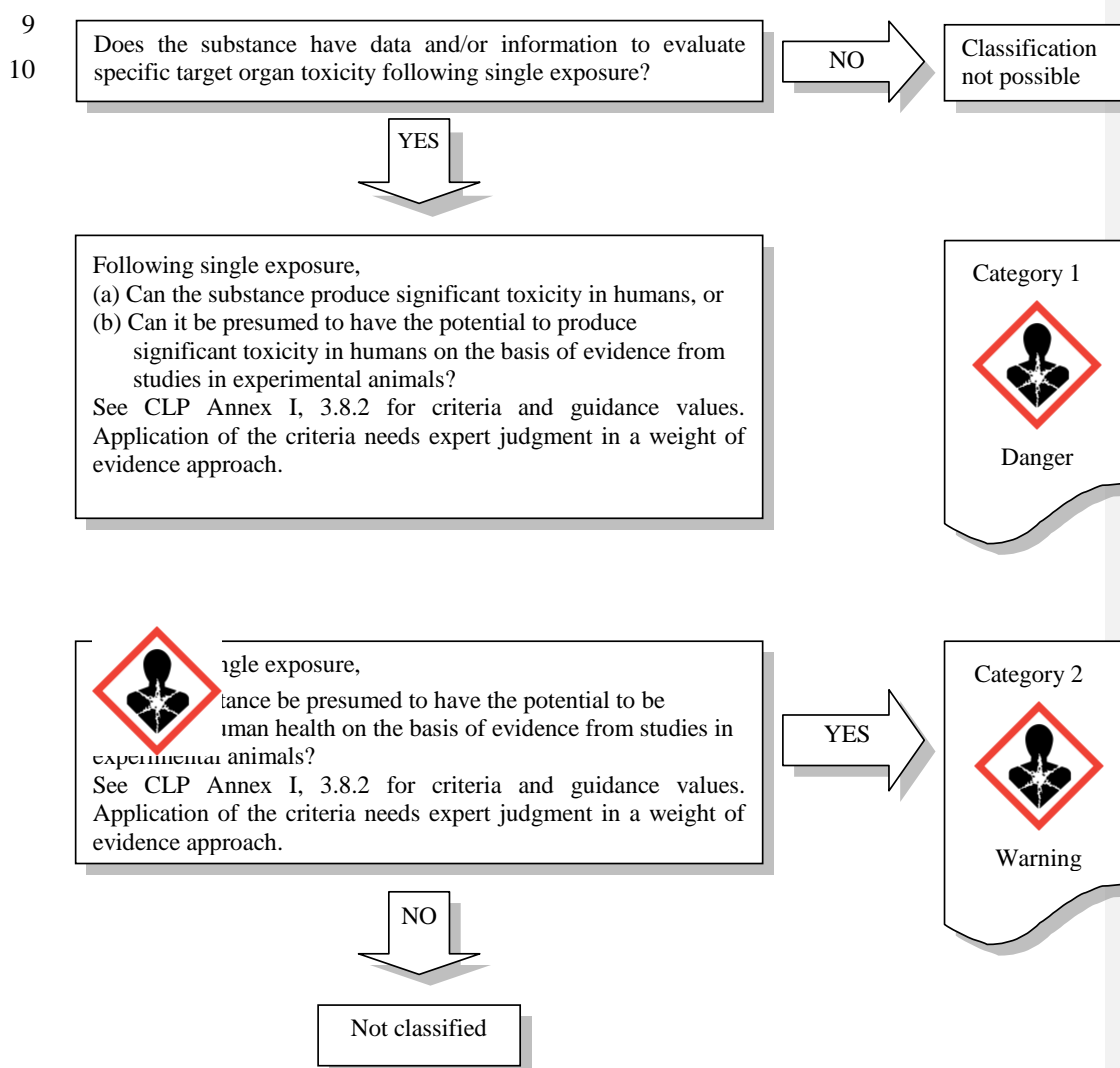 9
10
Does the substance have data and/or information to evaluate
specific target organ toxicity following single exposure?
NO
Classification
not possible
YES
Following single exposure,
(a) Can the substance produce significant toxicity in humans, or
(b) Can it be presumed to have the potential to produce
significant toxicity in humans on the basis of evidence from
studies in experimental animals?
See CLP Annex I, 3.8.2 for criteria and guidance values.
Application of the criteria needs expert judgment in a weight of
evidence approach.
Category 1
Danger
ngle exposure,
tance be presumed to have the potential to be
uman health on the basis of evidence from studies in
experimental animals?
See CLP Annex I, 3.8.2 for criteria and guidance values.
Application of the criteria needs expert judgment in a weight of
evidence approach.
YES
Category 2
Warning
NO
Not classified